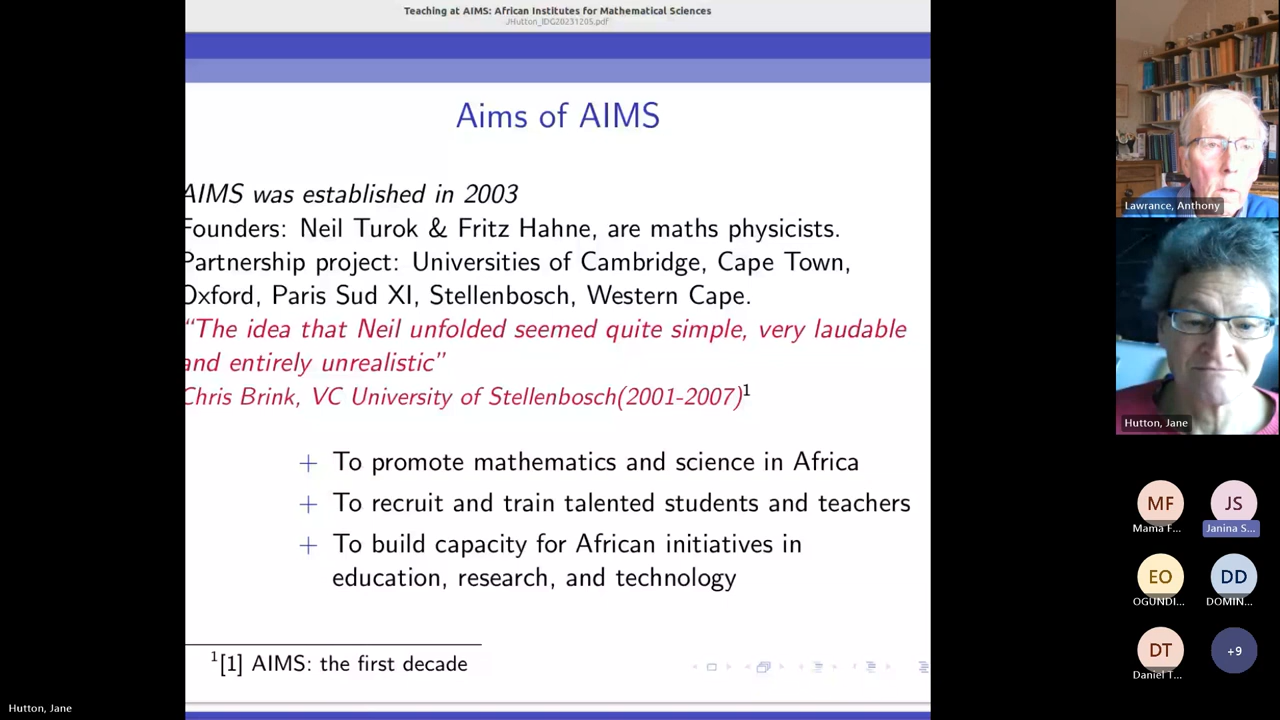 Teaching at AIMS: African Institutes for Mathematical Sciences
JHutton_IDG20231205.pdf
Aims of AIMS
AIMS was established in 2003
Founders: Neil Turok & Fritz Hahne, are maths physicists.
Partnership project: Universities of Cambridge, Cape Town,
Oxford, Paris Sud XI, Stellenbosch, Western Cape.
“The idea that Neil unfolded seemed quite simple, very laudable
and entirely unrealistic”
Chris Brink, VC University of Stellenbosch(2001-2007)1
+ To promote mathematics and science in Africa
+ To recruit and train talented students and teachers
+ To build capacity for African initiatives in
education, research, and technology
1[1] AIMS: the first decade
Lawrance, Anthony
Hutton, Jane
MF
JS
Mama F...
Janina S...
EO
DD
OGUNDI...
DOMIN...
DT
+9
Daniel T...
Hutton, Jane